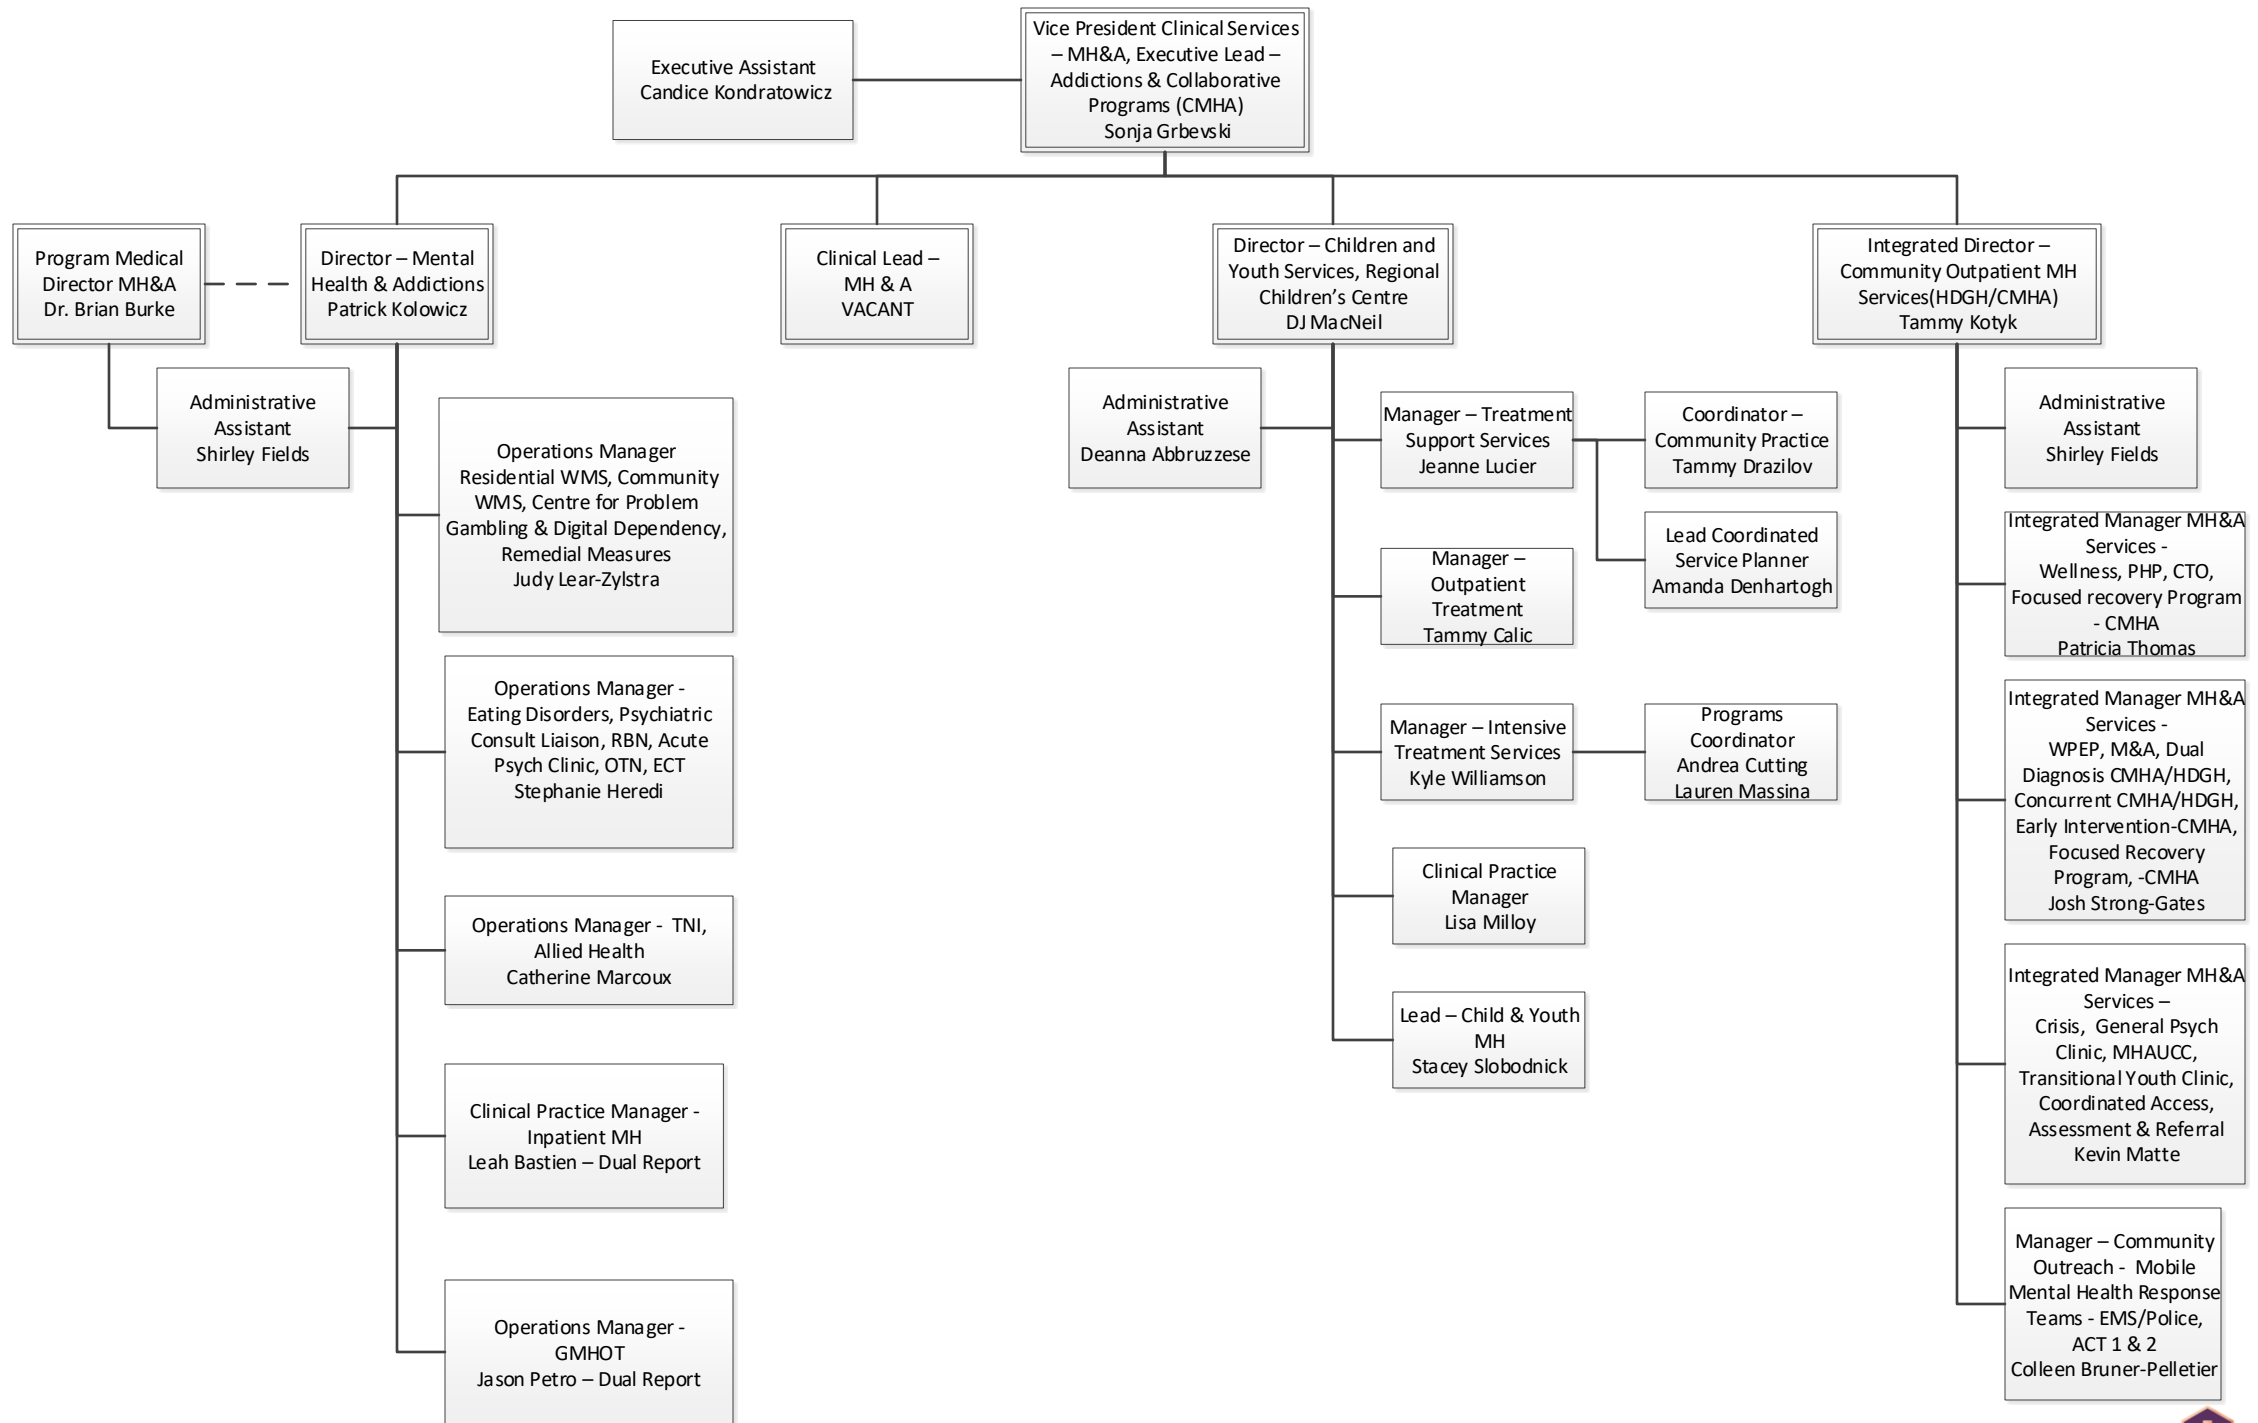 Executive Assistant
Candice Kondratowicz
Vice President Clinical Services
– MH&A, Executive Lead –
Addictions & Collaborative
Programs (CMHA)
Sonja Grbevski
Program Medical
Director MH&A
Dr. Brian Burke
Director – Mental
Health & Addictions
Patrick Kolowicz
Clinical Lead –
MH & A
VACANT
Director – Children and
Youth Services, Regional
Children’s Centre
DJ MacNeil
Integrated Director –
Community Outpatient MH
Services(HDGH/CMHA)
Tammy Kotyk
Administrative
Assistant
Shirley Fields
Operations Manager
Residential WMS, Community
WMS, Centre for Problem
Gambling & Digital Dependency,
Remedial Measures
Judy Lear-Zylstra
Operations Manager -
Eating Disorders, Psychiatric
Consult Liaison, RBN, Acute
Psych Clinic, OTN, ECT
Stephanie Heredi
Operations Manager - TNI,
Allied Health
Catherine Marcoux
Clinical Practice Manager -
Inpatient MH
Leah Bastien – Dual Report
Operations Manager -
GMHOT
Jason Petro – Dual Report
Administrative
Assistant
Deanna Abbruzzese
Manager – Treatment
Support Services
Jeanne Lucier
Coordinator –
Community Practice
Tammy Drazilov
Lead Coordinated
Service Planner
Amanda Denhartogh
Manager –
Outpatient
Treatment
Tammy Calic
Manager – Intensive
Treatment Services
Kyle Williamson
Programs
Coordinator
Andrea Cutting
Lauren Massina
Clinical Practice
Manager
Lisa Milloy
Lead – Child & Youth
MH
Stacey Slobodnick
Administrative
Assistant
Shirley Fields
Integrated Manager MH&A
Services -
Wellness, PHP, CTO,
Focused recovery Program
- CMHA
Patricia Thomas
Integrated Manager MH&A
Services -
WPEP, M&A, Dual
Diagnosis CMHA/HDGH,
Concurrent CMHA/HDGH,
Early Intervention-CMHA,
Focused Recovery
Program, -CMHA
Josh Strong-Gates
Integrated Manager MH&A
Services –
Crisis, General Psych
Clinic, MHAUCC,
Transitional Youth Clinic,
Coordinated Access,
Assessment & Referral
Kevin Matte
Manager – Community
Outreach - Mobile
Mental Health Response
Teams - EMS/Police,
ACT 1 & 2
Colleen Bruner-Pelletier